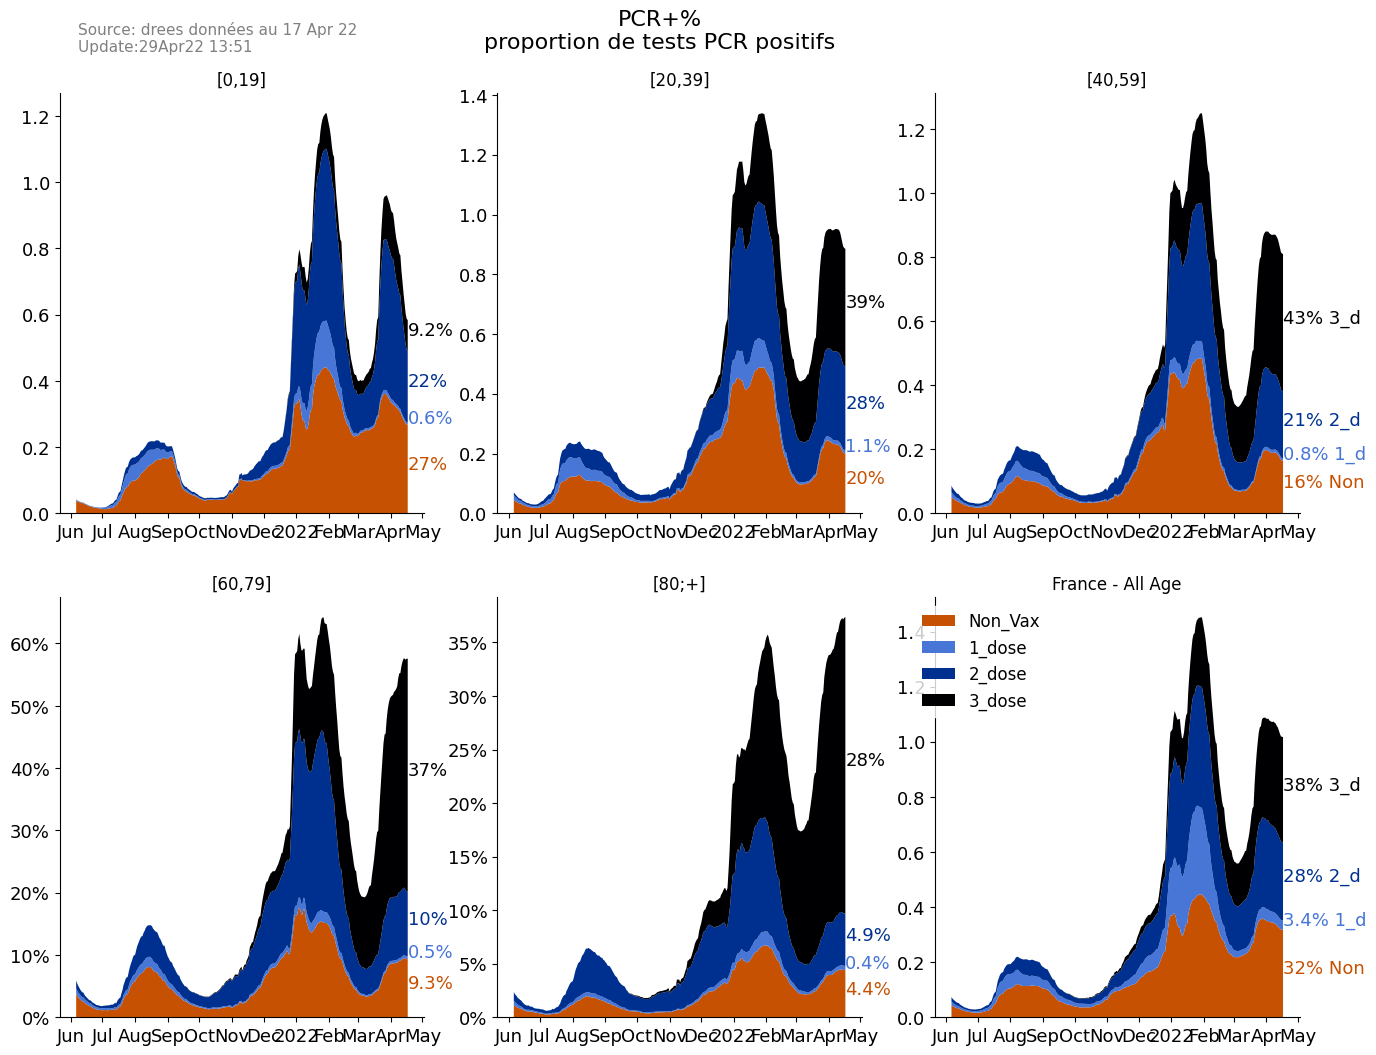 Source: drees données au 17 Apr 22
Update:29Apr22 13:51
PCR+%
proportion de tests PCR positifs
[0,19]
[20,39]
[40,59]
1.2
1.0
0.8
0.6
0.4
0.2
0.0
9.2%
22%
0.6%
27%
Jun Jul Aug Sep Oct Nov Dec 2022 Feb Mar Apr May
1.4
1.2
1.0
0.8
0.6
0.4
0.2
0.0
39%
28%
1.1%
20%
Jun Jul Aug Sep Oct Nov Dec 2022 Feb Mar Apr May
1.2
1.0
0.8
0.6
0.4
0.2
0.0
43% 3_d
21% 2_d
0.8% 1_d
16% Non
Jun Jul Aug Sep Oct Nov Dec 2022 Feb Mar Apr May
[60,79]
[80;+]
France - All Age
60%
50%
40%
30%
20%
10%
0%
37%
10%
0.5%
9.3%
Jun Jul Aug Sep Oct Nov Dec 2022 Feb Mar Apr May
35%
30%
25%
20%
15%
10%
5%
0%
28%
4.9%
0.4%
4.4%
Jun Jul Aug Sep Oct Nov Dec 2022 Feb Mar Apr May
Non_Vax
1_dose
2_dose
3_dose
1.4
1.2
1.0
0.8
0.6
0.4
0.2
0.0
38% 3_d
28% 2_d
3.4% 1_d
32% Non
Jun Jul Aug Sep Oct Nov Dec 2022 Feb Mar Apr May